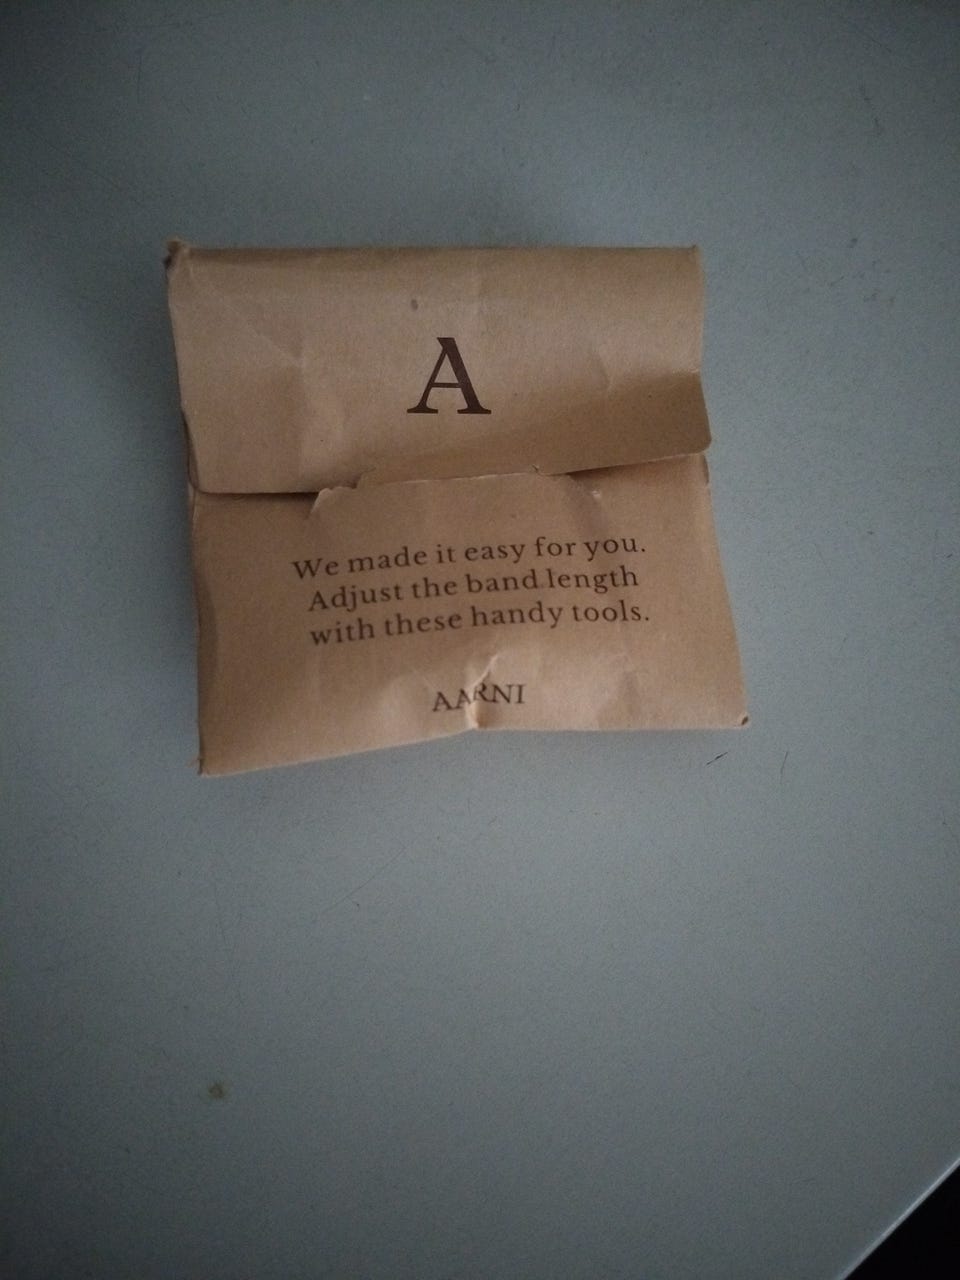 A
We made it easy for you.
Adjust the band length
with these handy tools.
AARNI